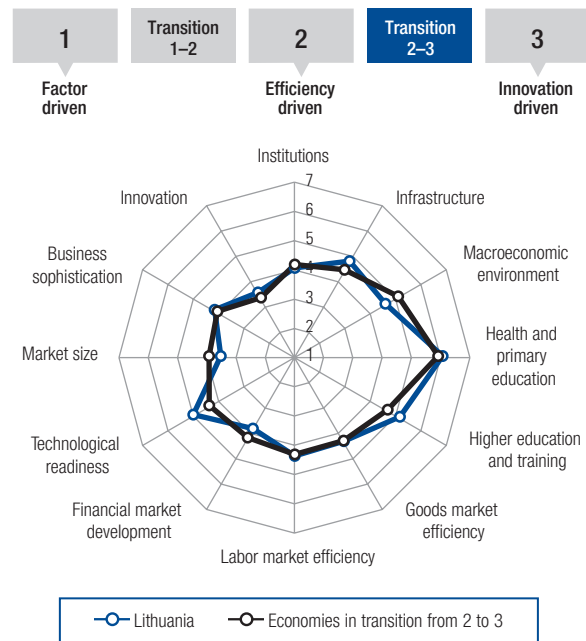 1
Transition
1–2
2
Transition
2–3
3
Factor
driven
Efficiency
driven
Innovation
driven
Institutions
7
Innovation
Infrastructure
6
5
Business
sophistication
Macroeconomic
environment
4
3
2
Market size
1
Health and
primary
education
Technological
readiness
Higher education
and training
Financial market
development
Goods market
efficiency
Labor market efficiency
Lithuania
Economies in transition from 2 to 3